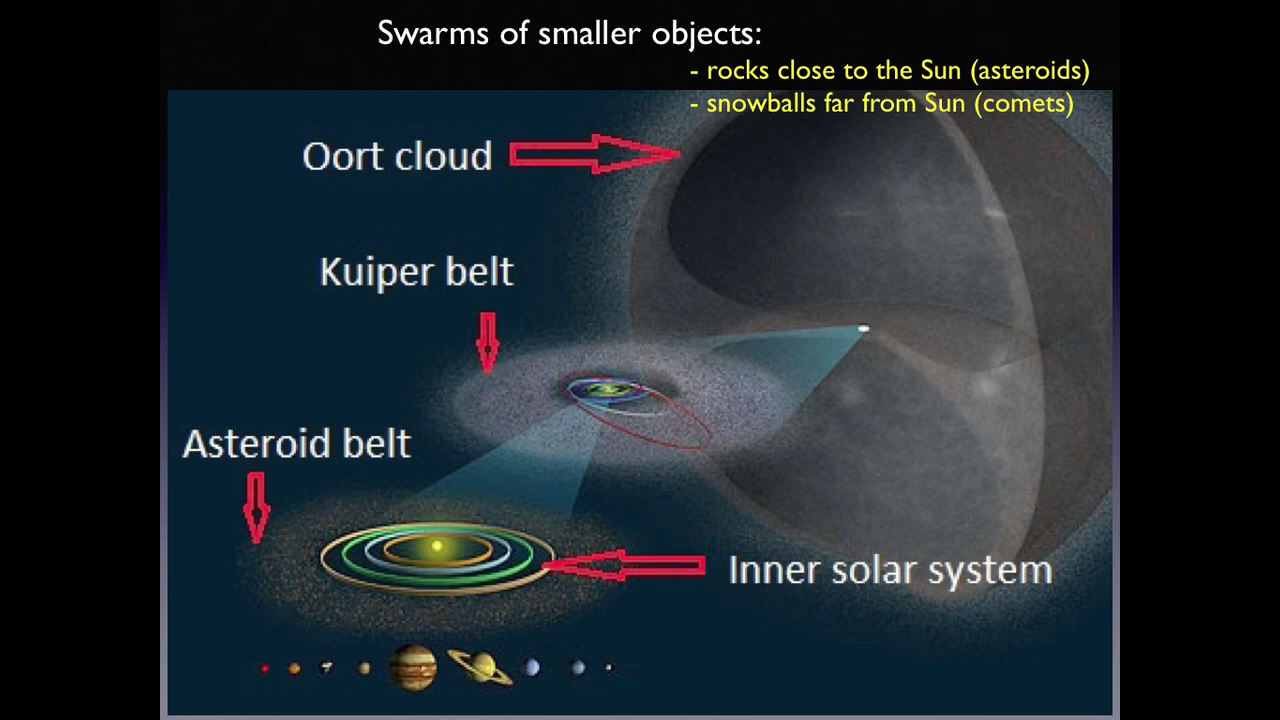 Swarms of smaller objects:
- rocks close to the Sun (asteroids)
- snowballs far from Sun (comets)
Oort cloud
Kuiper belt
Asteroid belt
Inner solar system